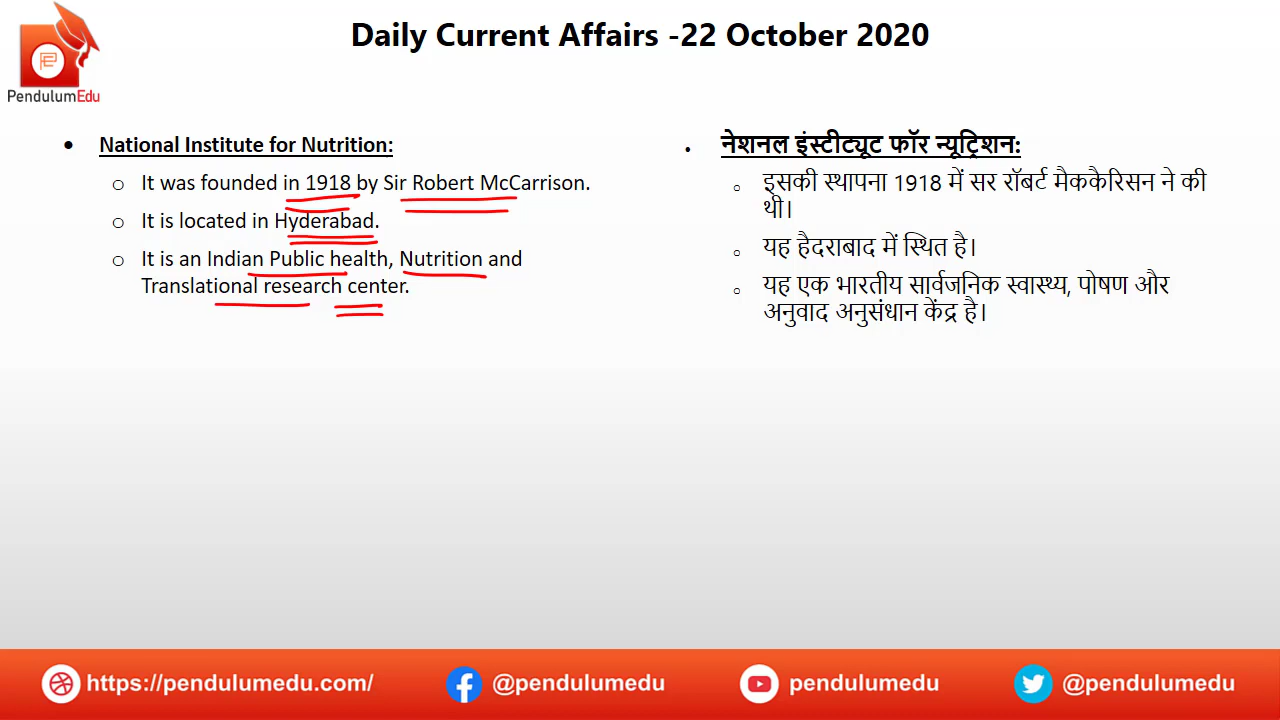 Daily Current Affairs -22 October 2020
PendulumEdu
• National Institute for Nutrition:
o It was founded in 1918 by Sir Robert McCarrison.
o It is located in Hyderabad.
o It is an Indian Public health, Nutrition and
Translational research center.
• नेशनल इंस्टीट्यूट फॉर न्यूट्रिशन:
o इसकी स्थापना 1918 में सर रॉबर्ट मैककैरिसन ने की
थी।
o यह हैदराबाद में स्थित है।
o यह एक भारतीय सार्वजनिक स्वास्थ्य, पोषण और
अनुवाद अनुसंधान केंद्र है।
https://pendulumedu.com/
@pendulumedu
pendulumedu
@pendulumedu